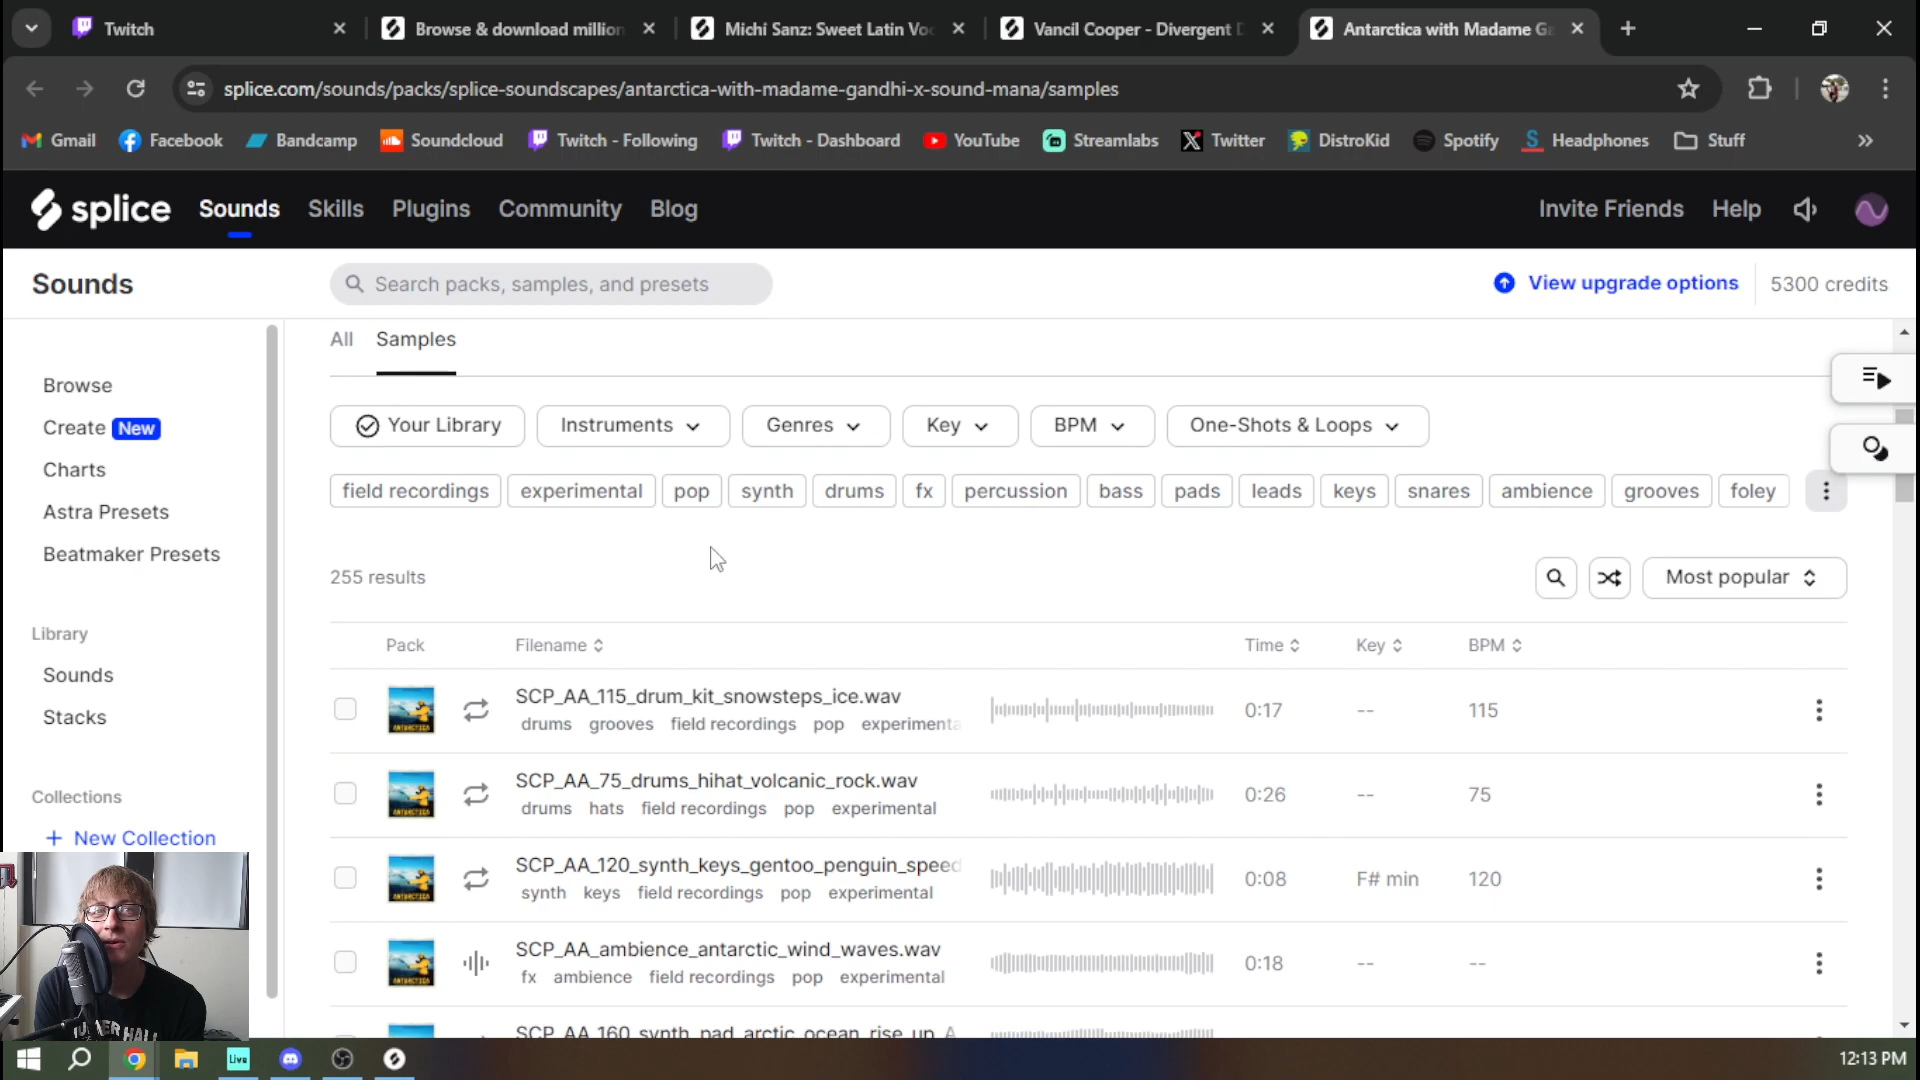 Twitch
Browse & download million
Michi Sanz: Sweet Latin Vo
Vancil Cooper - Divergent D
Antarctica with Madame Ga
splice.com/sounds/packs/splice-soundscapes/antarctica-with-madame-gandhi-x-sound-mana/samples
Gmail Facebook Bandcamp Soundcloud Twitch - Following Twitch - Dashboard YouTube Streamlabs Twitter DistroKid Spotify Headphones Stuff
splice Sounds Skills Plugins Community Blog Invite Friends Help
Sounds Search packs, samples, and presets View upgrade options 5300 credits
All Samples
Browse
Create New
Charts
Astra Presets
Beatmaker Presets
Library
Sounds
Stacks
Collections
+ New Collection
Your Library Instruments Genres Key BPM One-Shots & Loops
field recordings experimental pop synth drums fx percussion bass pads leads keys snares ambience grooves foley
255 results Most popular
Pack Filename Time Key BPM
SCP_AA_115_drum_kit_snowsteps_ice.wav
drums grooves field recordings pop experimenta
0:17 -- 115
SCP_AA_75_drums_hihat_volcanic_rock.wav
drums hats field recordings pop experimental
0:26 -- 75
SCP_AA_120_synth_keys_gentoo_penguin_speed
synth keys field recordings pop experimental
0:08 F# min 120
SCP_AA_ambience_antarctic_wind_waves.wav
fx ambience field recordings pop experimental
0:18 -- --
SCP_AA_160_synth_pad_arctic_ocean_rise_up_A
Live
12:13 PM